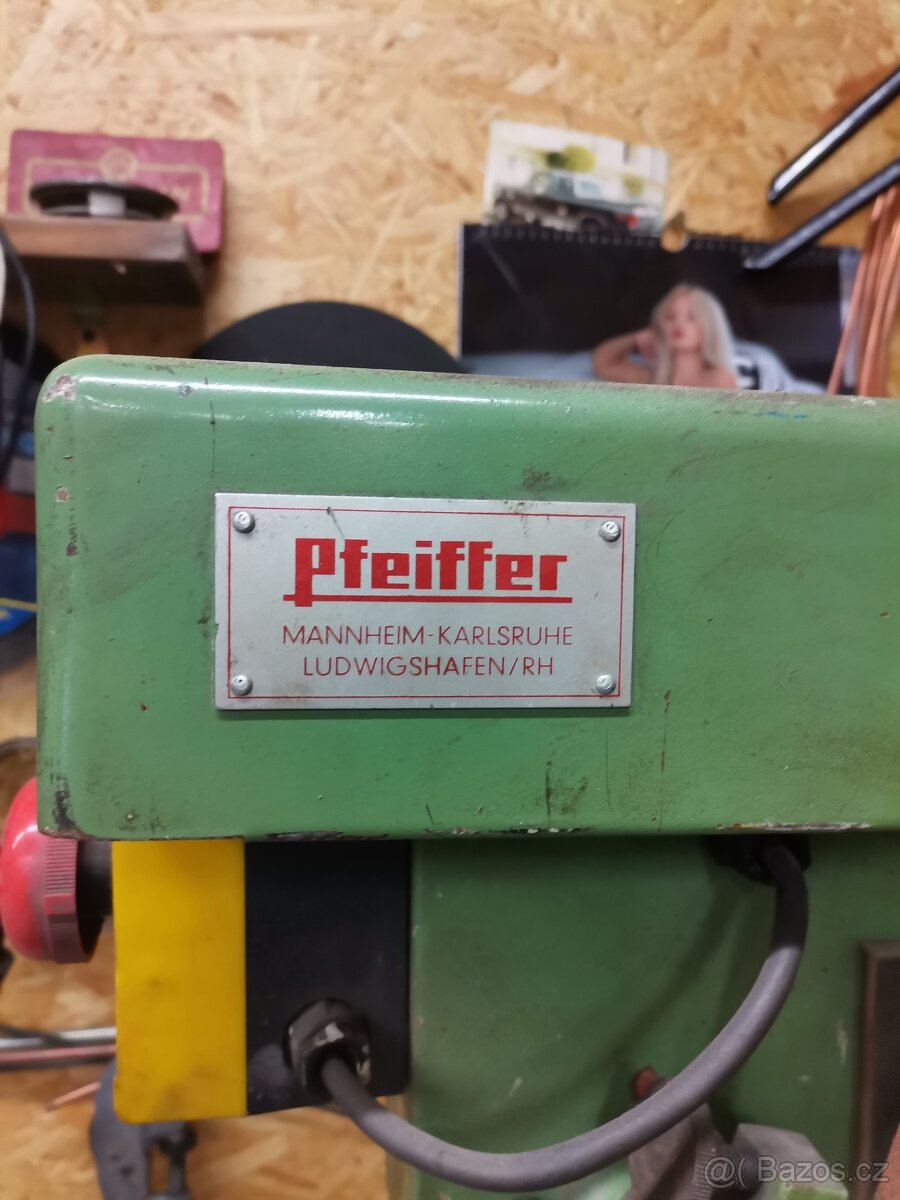 Pfeiffer
MANNHEIM-KARLSRUHE
LUDWIGSHAFEN/RH
@( Bazos.cz